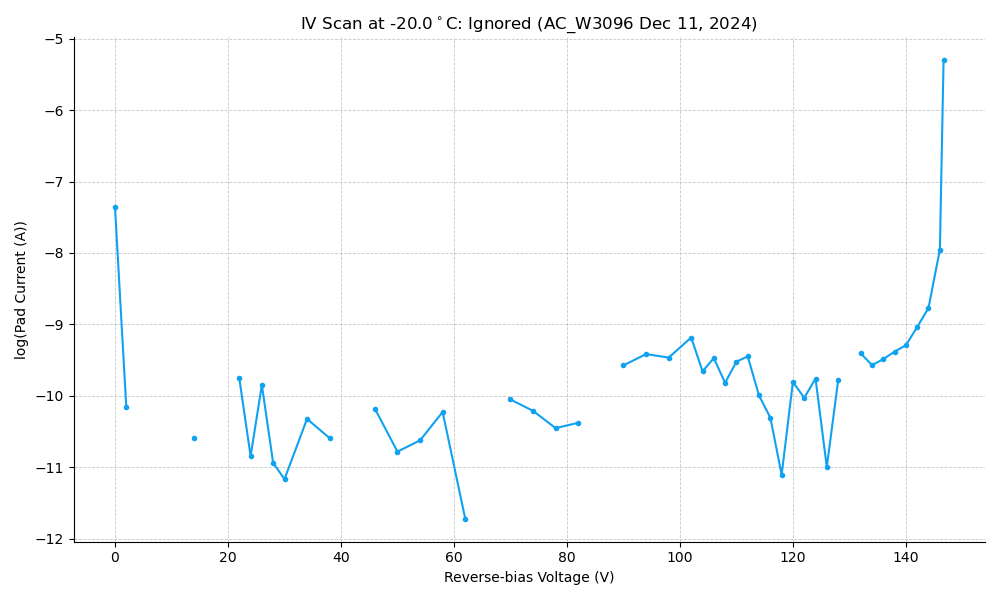 IV Scan at -20.0°C: Ignored (AC_W3096 Dec 11, 2024)
log(Pad Current (A))
−5
−6
−7
−8
−9
−10
−11
−12
0 20 40 60 80 100 120 140
Reverse-bias Voltage (V)